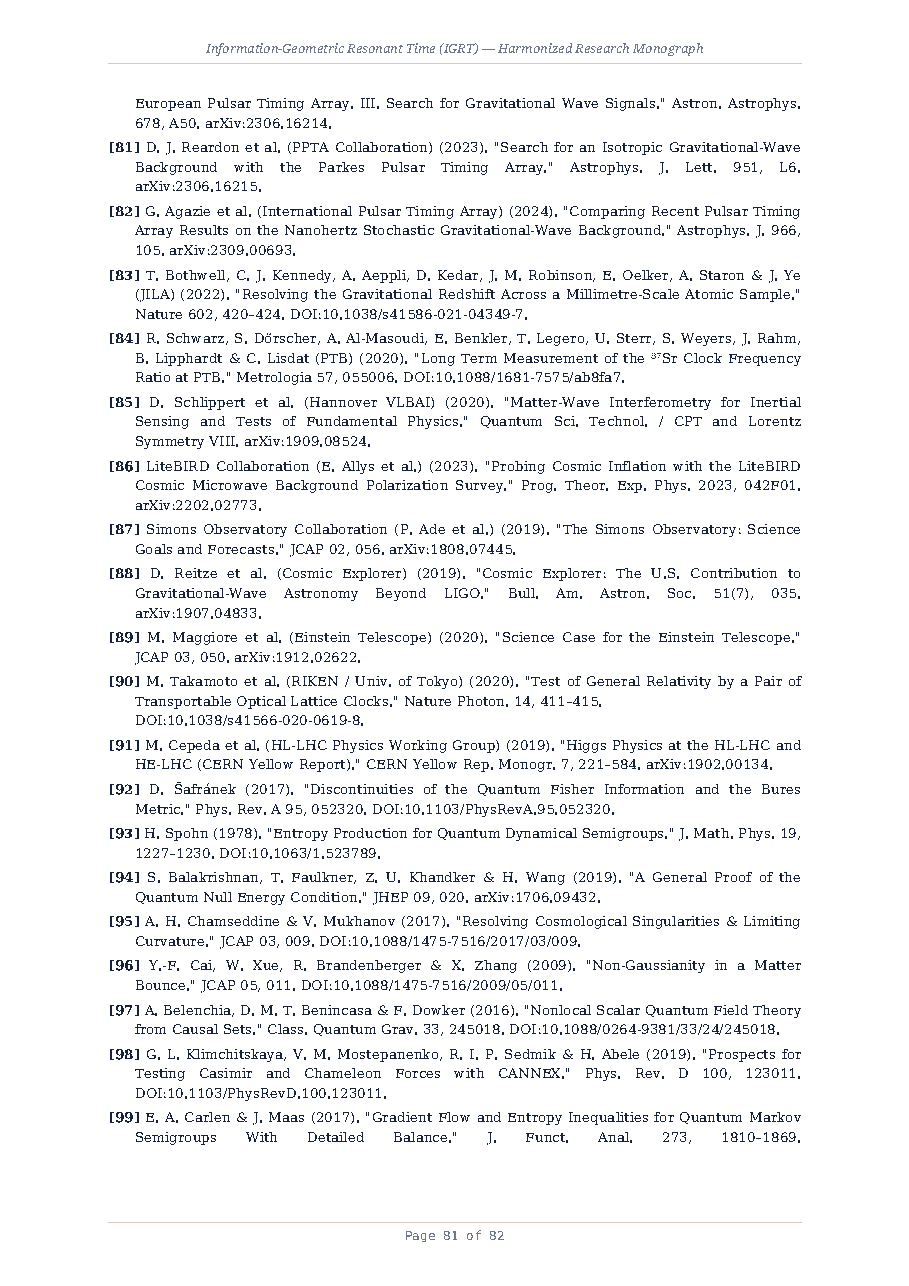 Information-Geometric Resonant Time (IGRT) — Harmonized Research Monograph
European Pulsar Timing Array. III. Search for Gravitational Wave Signals." Astron. Astrophys.
678, A50. arXiv:2306.16214.
[81] D. J. Reardon et al. (PPTA Collaboration) (2023). "Search for an Isotropic Gravitational-Wave
Background with the Parkes Pulsar Timing Array." Astrophys. J. Lett. 951, L6.
arXiv:2306.16215.
[82] G. Agazie et al. (International Pulsar Timing Array) (2024). "Comparing Recent Pulsar Timing
Array Results on the Nanohertz Stochastic Gravitational-Wave Background." Astrophys. J. 966,
105. arXiv:2309.00693.
[83] T. Bothwell, C. J. Kennedy, A. Aeppli, D. Kedar, J. M. Robinson, E. Oelker, A. Staron & J. Ye
(JILA) (2022). "Resolving the Gravitational Redshift Across a Millimetre-Scale Atomic Sample."
Nature 602, 420–424. DOI:10.1038/s41586-021-04349-7.
[84] R. Schwarz, S. Dörscher, A. Al-Masoudi, E. Benkler, T. Legero, U. Sterr, S. Weyers, J. Rahm,
B. Lipphardt & C. Lisdat (PTB) (2020). "Long Term Measurement of the ⁸⁷Sr Clock Frequency
Ratio at PTB." Metrologia 57, 055006. DOI:10.1088/1681-7575/ab8fa7.
[85] D. Schlippert et al. (Hannover VLBAI) (2020). "Matter-Wave Interferometry for Inertial
Sensing and Tests of Fundamental Physics." Quantum Sci. Technol. / CPT and Lorentz
Symmetry VIII. arXiv:1909.08524.
[86] LiteBIRD Collaboration (E. Allys et al.) (2023). "Probing Cosmic Inflation with the LiteBIRD
Cosmic Microwave Background Polarization Survey." Prog. Theor. Exp. Phys. 2023, 042F01.
arXiv:2202.02773.
[87] Simons Observatory Collaboration (P. Ade et al.) (2019). "The Simons Observatory: Science
Goals and Forecasts." JCAP 02, 056. arXiv:1808.07445.
[88] D. Reitze et al. (Cosmic Explorer) (2019). "Cosmic Explorer: The U.S. Contribution to
Gravitational-Wave Astronomy Beyond LIGO." Bull. Am. Astron. Soc. 51(7), 035.
arXiv:1907.04833.
[89] M. Maggiore et al. (Einstein Telescope) (2020). "Science Case for the Einstein Telescope."
JCAP 03, 050. arXiv:1912.02622.
[90] M. Takamoto et al. (RIKEN / Univ. of Tokyo) (2020). "Test of General Relativity by a Pair of
Transportable Optical Lattice Clocks." Nature Photon. 14, 411–415.
DOI:10.1038/s41566-020-0619-8.
[91] M. Cepeda et al. (HL-LHC Physics Working Group) (2019). "Higgs Physics at the HL-LHC and
HE-LHC (CERN Yellow Report)." CERN Yellow Rep. Monogr. 7, 221–584. arXiv:1902.00134.
[92] D. Šafránek (2017). "Discontinuities of the Quantum Fisher Information and the Bures
Metric." Phys. Rev. A 95, 052320. DOI:10.1103/PhysRevA.95.052320.
[93] H. Spohn (1978). "Entropy Production for Quantum Dynamical Semigroups." J. Math. Phys. 19,
1227–1230. DOI:10.1063/1.523789.
[94] S. Balakrishnan, T. Faulkner, Z. U. Khandker & H. Wang (2019). "A General Proof of the
Quantum Null Energy Condition." JHEP 09, 020. arXiv:1706.09432.
[95] A. H. Chamseddine & V. Mukhanov (2017). "Resolving Cosmological Singularities & Limiting
Curvature." JCAP 03, 009. DOI:10.1088/1475-7516/2017/03/009.
[96] Y.-F. Cai, W. Xue, R. Brandenberger & X. Zhang (2009). "Non-Gaussianity in a Matter
Bounce." JCAP 05, 011. DOI:10.1088/1475-7516/2009/05/011.
[97] A. Belenchia, D. M. T. Benincasa & F. Dowker (2016). "Nonlocal Scalar Quantum Field Theory
from Causal Sets." Class. Quantum Grav. 33, 245018. DOI:10.1088/0264-9381/33/24/245018.
[98] G. L. Klimchitskaya, V. M. Mostepanenko, R. I. P. Sedmik & H. Abele (2019). "Prospects for
Testing Casimir and Chameleon Forces with CANNEX." Phys. Rev. D 100, 123011.
DOI:10.1103/PhysRevD.100.123011.
[99] E. A. Carlen & J. Maas (2017). "Gradient Flow and Entropy Inequalities for Quantum Markov
Semigroups With Detailed Balance." J. Funct. Anal. 273, 1810–1869.
Page 81 of 82